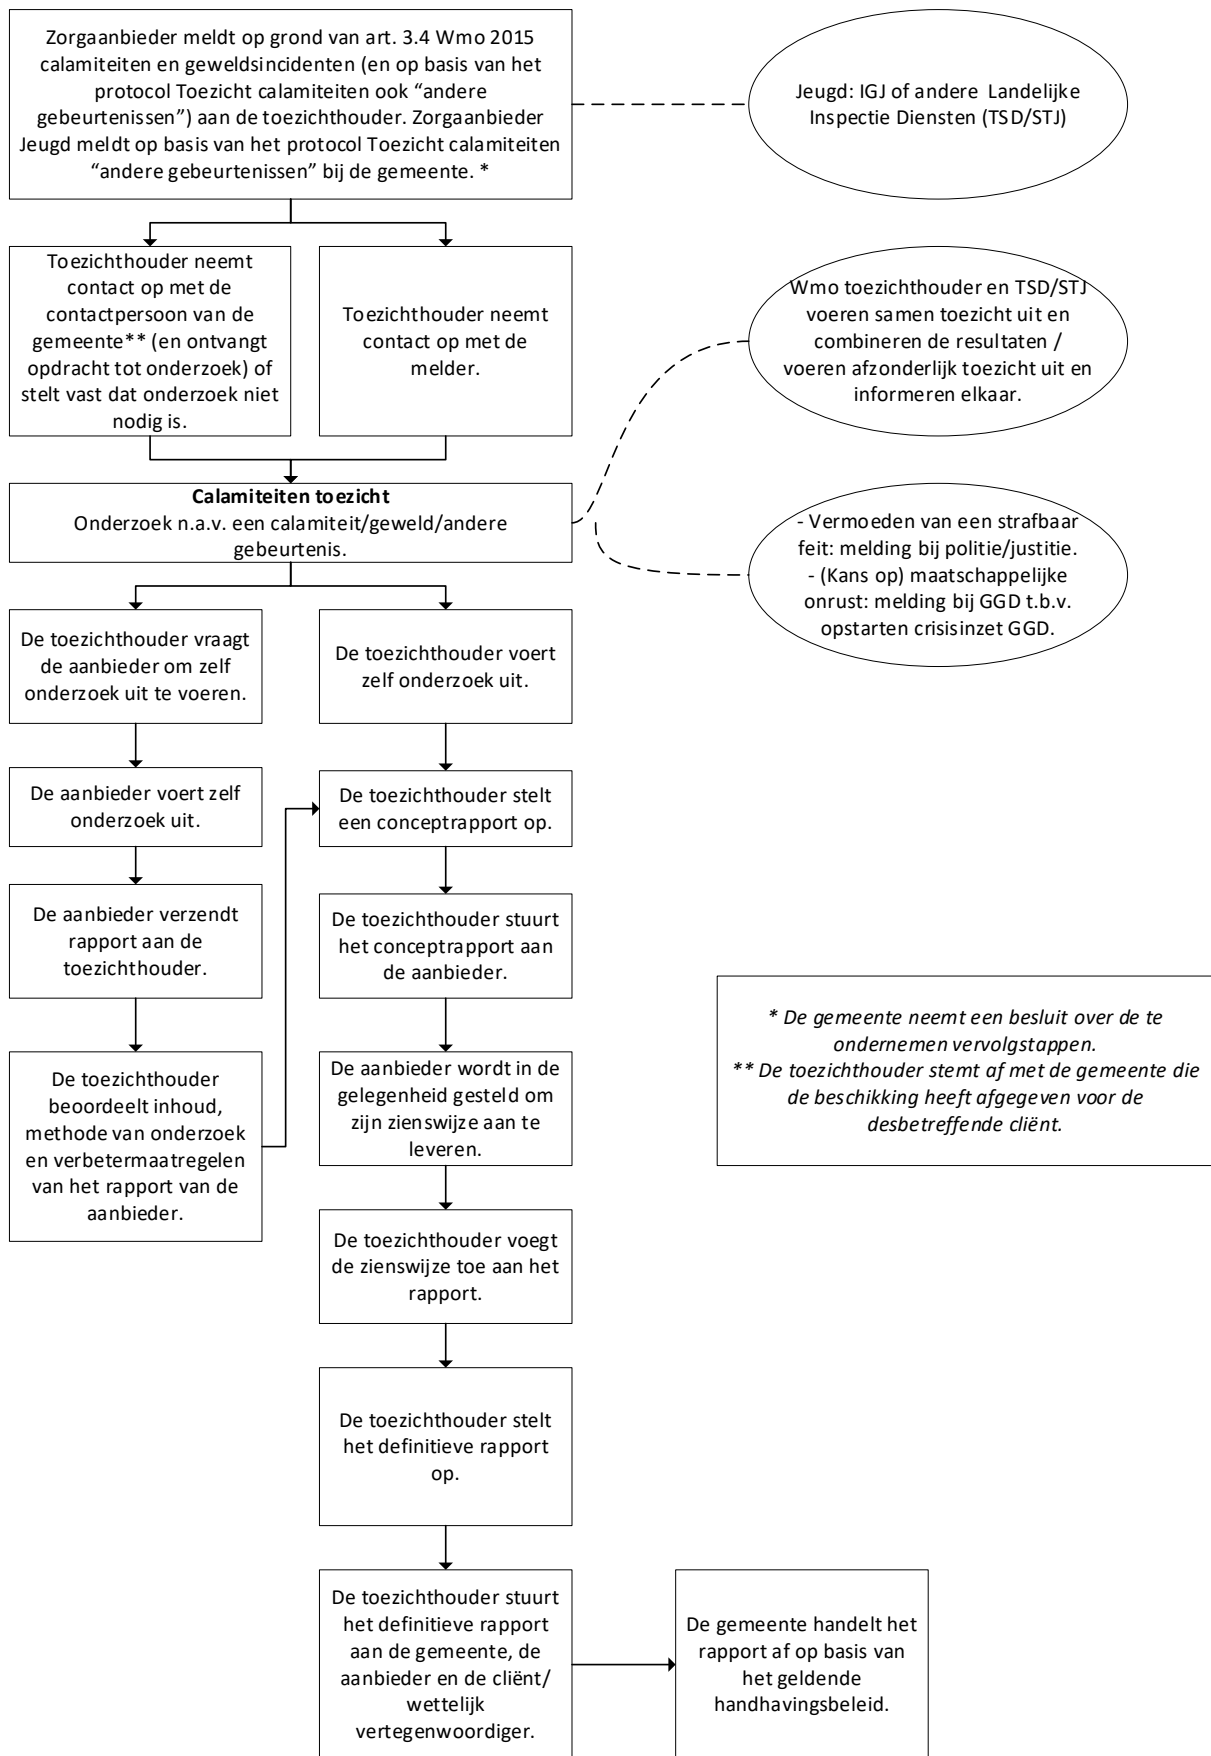 Zorgaanbieder meldt op grond van art. 3.4 Wmo 2015
calamiteiten en geweldsincidenten (en op basis van het
protocol Toezicht calamiteiten ook “andere
gebeurtenissen”) aan de toezichthouder. Zorgaanbieder
Jeugd meldt op basis van het protocol Toezicht calamiteiten
“andere gebeurtenissen” bij de gemeente. *
Jeugd: IGJ of andere Landelijke
Inspectie Diensten (TSD/STJ)
Toezichthouder neemt
contact op met de
contactpersoon van de
gemeente** (en ontvangt
opdracht tot onderzoek) of
stelt vast dat onderzoek niet
nodig is.
Toezichthouder neemt
contact op met de
melder.
Wmo toezichthouder en TSD/STJ
voeren samen toezicht uit en
combineren de resultaten /
voeren afzonderlijk toezicht uit en
informeren elkaar.
Calamiteiten toezicht
Onderzoek n.a.v. een calamiteit/geweld/andere
gebeurtenis.
- Vermoeden van een strafbaar
feit: melding bij politie/justitie.
- (Kans op) maatschappelijke
onrust: melding bij GGD t.b.v.
opstarten crisisinzet GGD.
De toezichthouder vraagt
de aanbieder om zelf
onderzoek uit te voeren.
De toezichthouder voert
zelf onderzoek uit.
De aanbieder voert zelf
onderzoek uit.
De toezichthouder stelt
een conceptrapport op.
De aanbieder verzendt
rapport aan de
toezichthouder.
De toezichthouder stuurt
het conceptrapport aan
de aanbieder.
De toezichthouder
beoordeelt inhoud,
methode van onderzoek
en verbetermaatregelen
van het rapport van de
aanbieder.
De aanbieder wordt in de
gelegenheid gesteld om
zijn zienswijze aan te
leveren.
* De gemeente neemt een besluit over de te
ondernemen vervolgstappen.
** De toezichthouder stemt af met de gemeente die
de beschikking heeft afgegeven voor de
desbetreffende cliënt.
De toezichthouder voegt
de zienswijze toe aan het
rapport.
De toezichthouder stelt
het definitieve rapport
op.
De toezichthouder stuurt
het definitieve rapport
aan de gemeente, de
aanbieder en de cliënt/
wettelijk
vertegenwoordiger.
De gemeente handelt het
rapport af op basis van
het geldende
handhavingsbeleid.